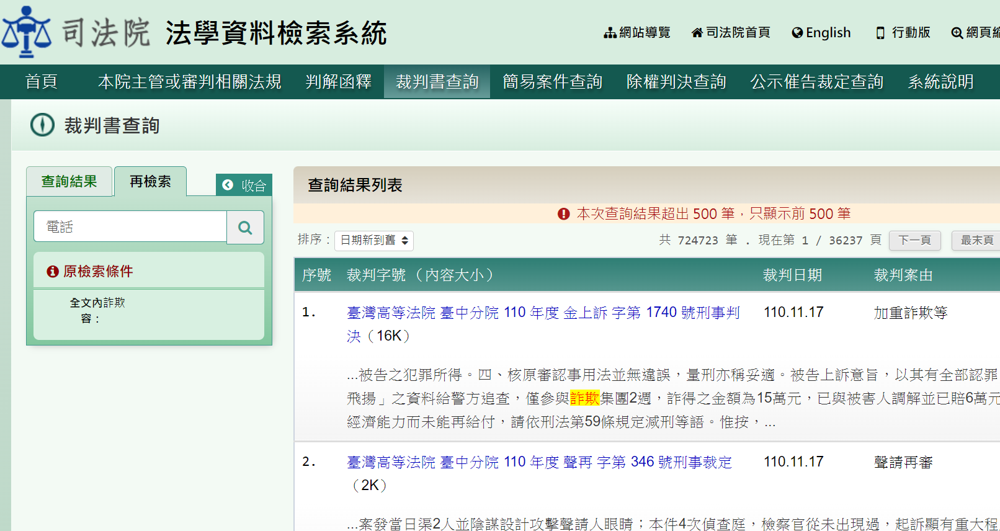 司法院 法學資料檢索系統
網站導覽 司法院首頁 English 行動版 網頁縮
首頁 本院主管或審判相關法規 判解函釋 裁判書查詢 簡易案件查詢 除權判決查詢 公示催告裁定查詢 系統說明
裁判書查詢
查詢結果 再檢索 收合
電話
原檢索條件
全文內詐欺
容：
查詢結果列表
本次查詢結果超出 500 筆，只顯示前 500 筆
排序： 日期新到舊 共 724723 筆 . 現在第 1 / 36237 頁 下一頁 最末頁
序號 裁判字號（內容大小） 裁判日期 裁判案由
1. 臺灣高等法院 臺中分院 110 年度 金上訴 字第 1740 號刑事判 110.11.17 加重詐欺等
決（16K）
...被告之犯罪所得。四、核原審認事用法並無違誤，量刑亦稱妥適。被告上訴意旨，以其有全部認罪
飛揚」之資料給警方追查，僅參與詐欺集團2週，詐得之金額為15萬元，已與被害人調解並已賠6萬元
經濟能力而未能再給付，請依刑法第59條規定減刑等語。惟按，...
2. 臺灣高等法院 臺中分院 110 年度 聲再 字第 346 號刑事裁定 110.11.17 聲請再審
（2K）
...案發當日渠2人並陰謀設計攻擊聲請人眼睛；本件4次偵查庭，檢察官從未出現過，起訴顯有重大程